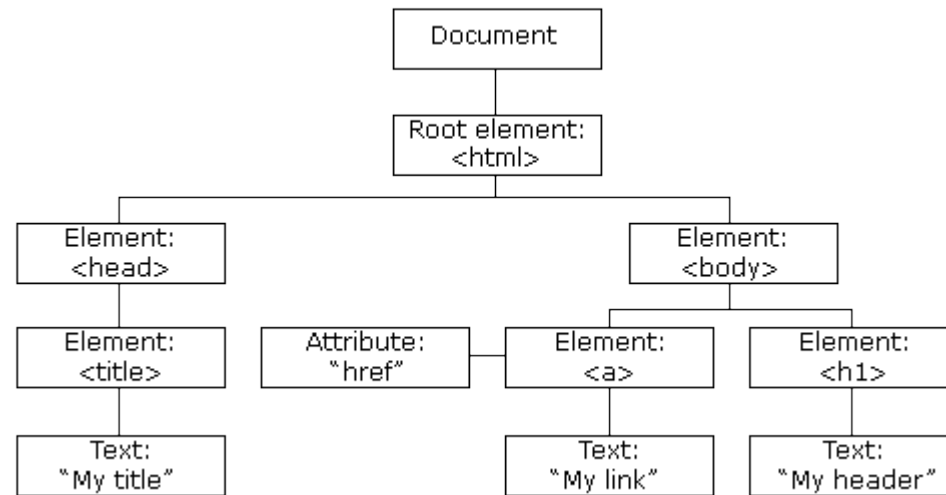 Document
Root element:
<html>
Element:
<head>
Element:
<body>
Element:
<title>
Attribute:
“href”
Element:
<a>
Element:
<h1>
Text:
“My title”
Text:
“My link”
Text:
“My header”